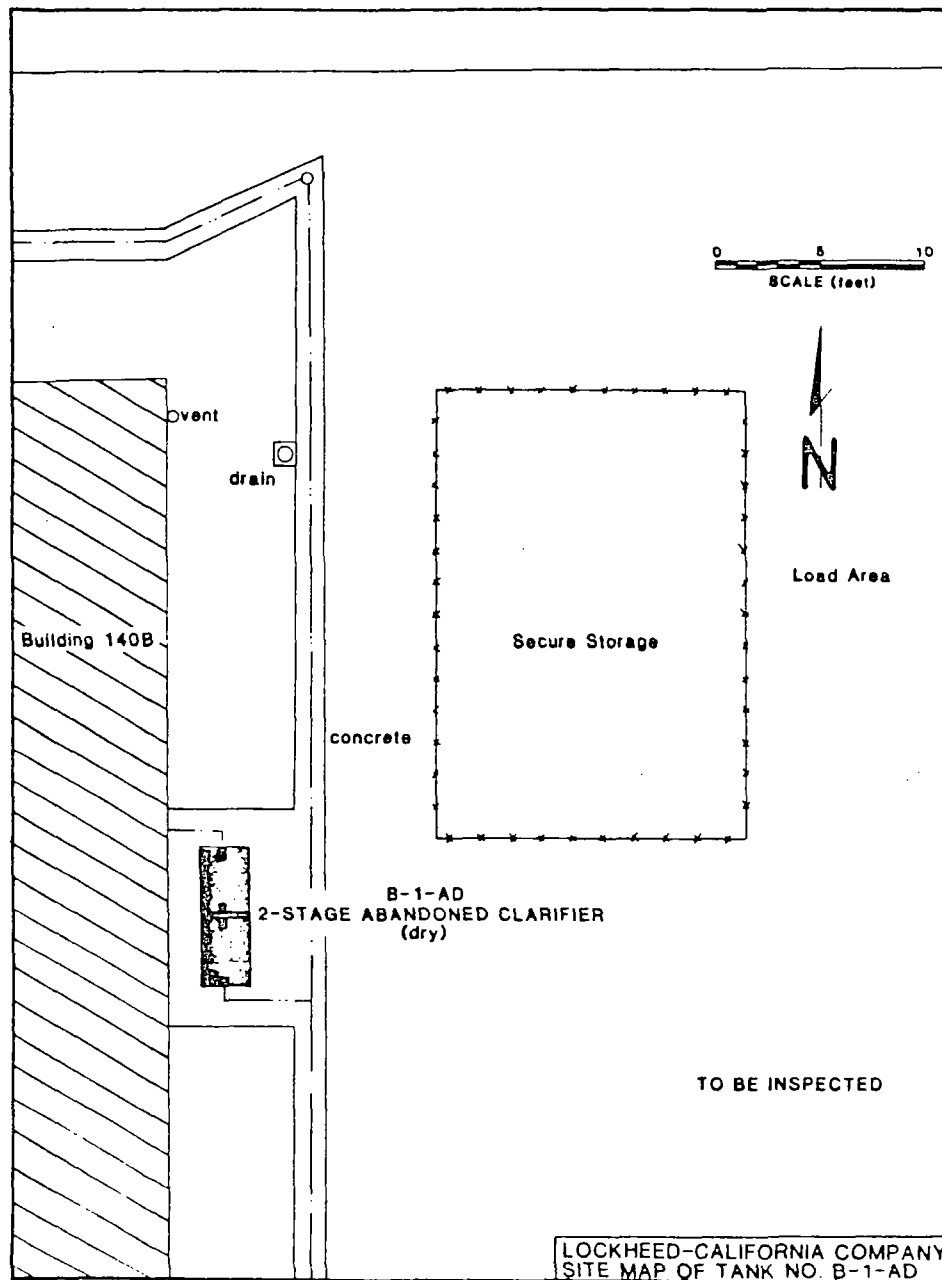 0 5 10
SCALE (feet)
N
vent
drain
Load Area
Building 140B
Secure Storage
concrete
B-1-AD
2-STAGE ABANDONED CLARIFIER
(dry)
TO BE INSPECTED
LOCKHEED-CALIFORNIA COMPANY
SITE MAP OF TANK NO. B-1-AD